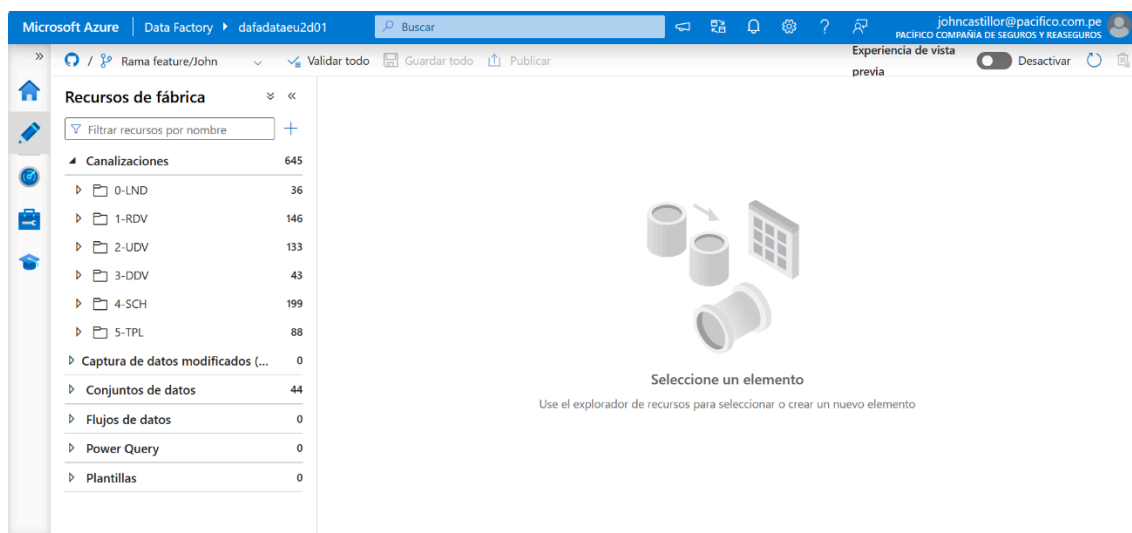 Microsoft Azure Data Factory dafadataeu2d01 Buscar johncastillor@pacifico.com.pe
PACÍFICO COMPAÑÍA DE SEGUROS Y REASEGUROS
/ Rama feature/John Validar todo Guardar todo Publicar Experiencia de vista previa Desactivar
Recursos de fábrica
Filtrar recursos por nombre
Canalizaciones 645
0-LND 36
1-RDV 146
2-UDV 133
3-DDV 43
4-SCH 199
5-TPL 88
Captura de datos modificados (... 0
Conjuntos de datos 44
Flujos de datos 0
Power Query 0
Plantillas 0
Seleccione un elemento
Use el explorador de recursos para seleccionar o crear un nuevo elemento